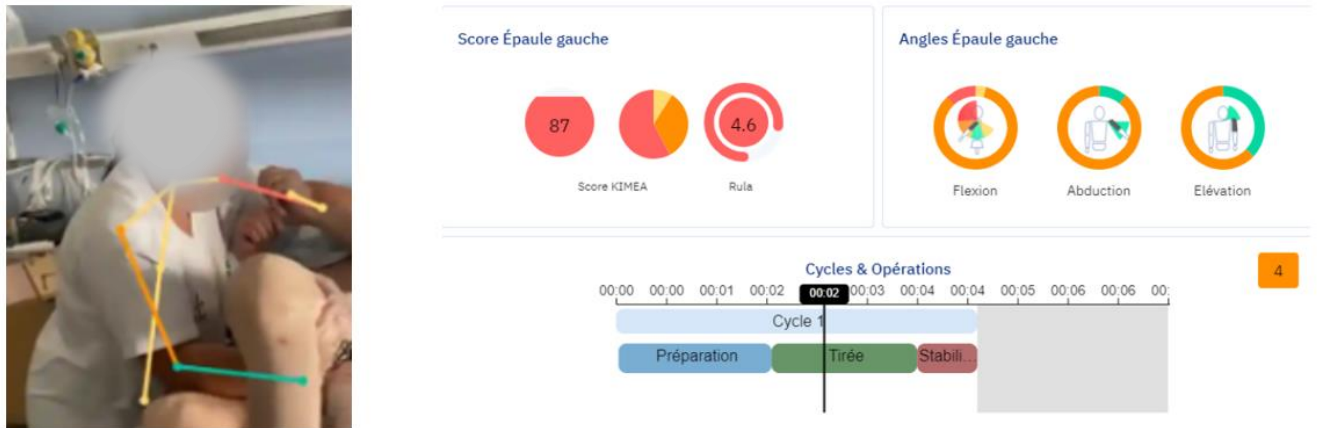 Score Épaule gauche
87
4.6
Score KIMEA
Rula
Angles Épaule gauche
Flexion
Abduction
Elévation
Cycles & Opérations
4
00:00 00:00 00:01 00:02 00:02 00:03 00:04 00:04 00:05 00:06 00:06 00:
Cycle 1
Préparation
Tirée
Stabili...